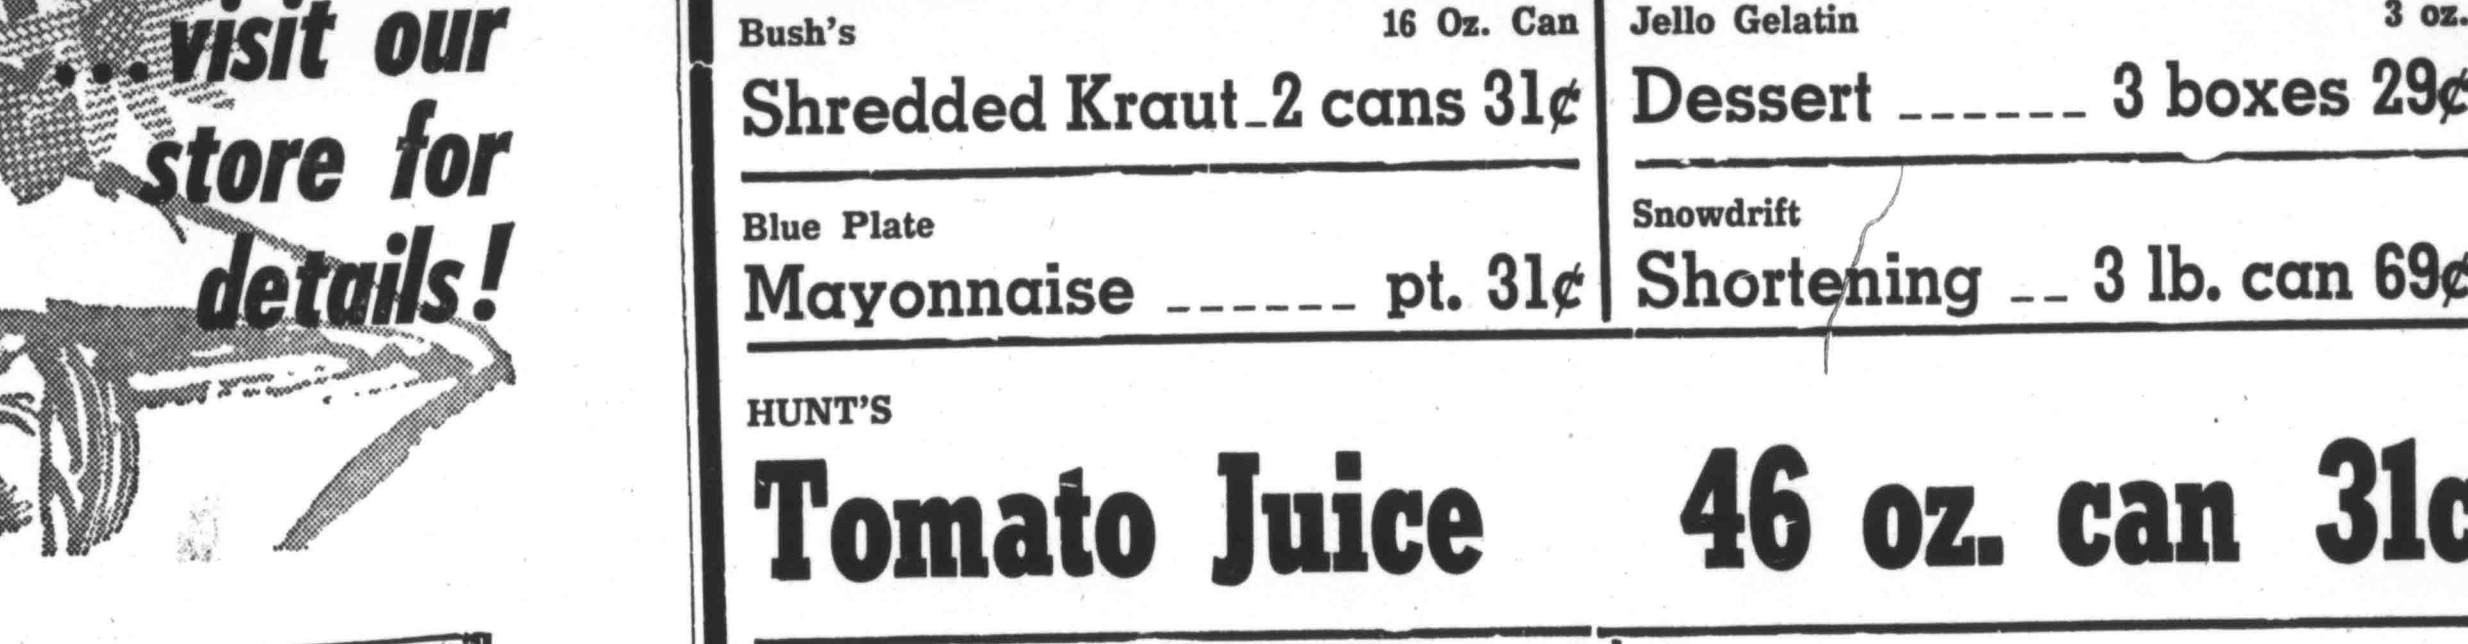 ...visit our
store for
details!
Bush's 16 Oz. Can
Shredded Kraut_2 cans 31¢
Blue Plate
Mayonnaise ______ pt. 31¢
Jello Gelatin 3 oz.
Dessert ______ 3 boxes 29¢
Snowdrift
Shortening __ 3 lb. can 69¢
HUNT'S
Tomato Juice 46 oz. can 31c